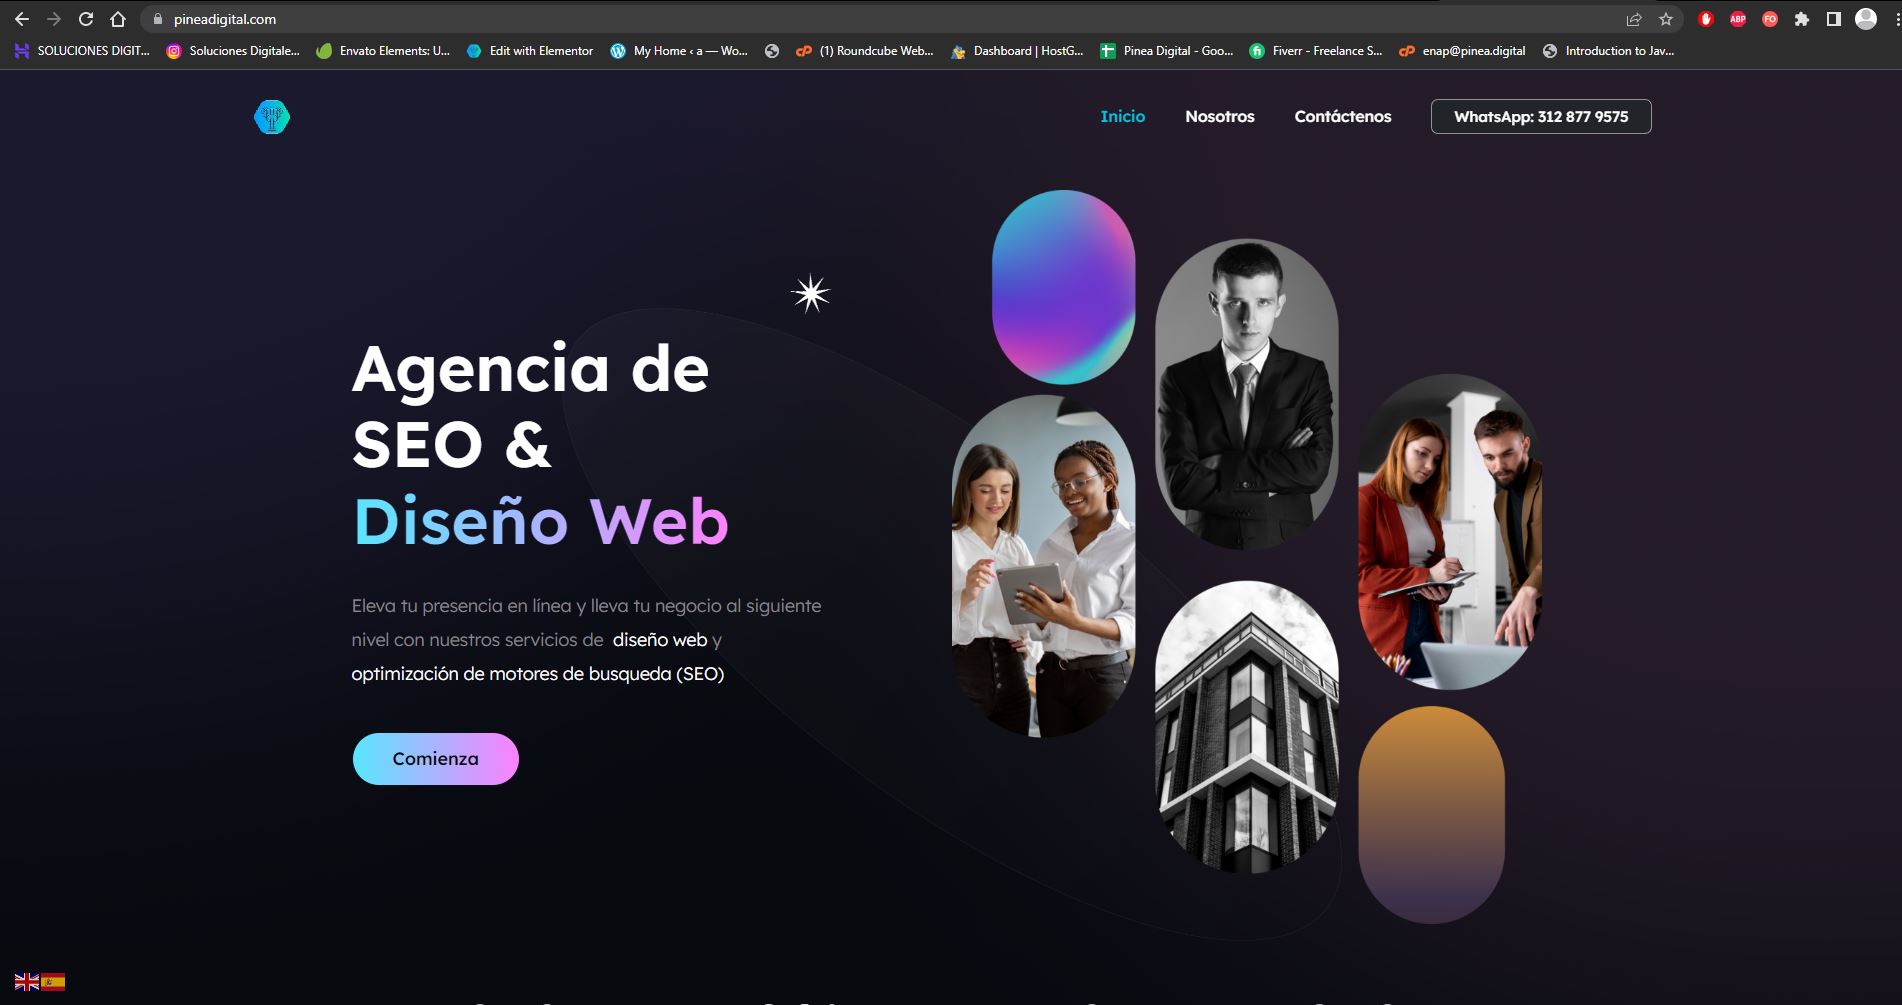 pineadigital.com
SOLUCIONES DIGIT...
Soluciones Digitale...
Envato Elements: U...
Edit with Elementor
My Home ‹ a — Wo...
(1) Roundcube Web...
Dashboard | HostG...
Pinea Digital - Goo...
Fiverr - Freelance S...
enap@pinea.digital
Introduction to Jav...
ABP
FO
Inicio
Nosotros
Contáctenos
WhatsApp: 312 877 9575
Agencia de
SEO &
Diseño Web
Eleva tu presencia en línea y lleva tu negocio al siguiente
nivel con nuestros servicios de diseño web y
optimización de motores de busqueda (SEO)
Comienza